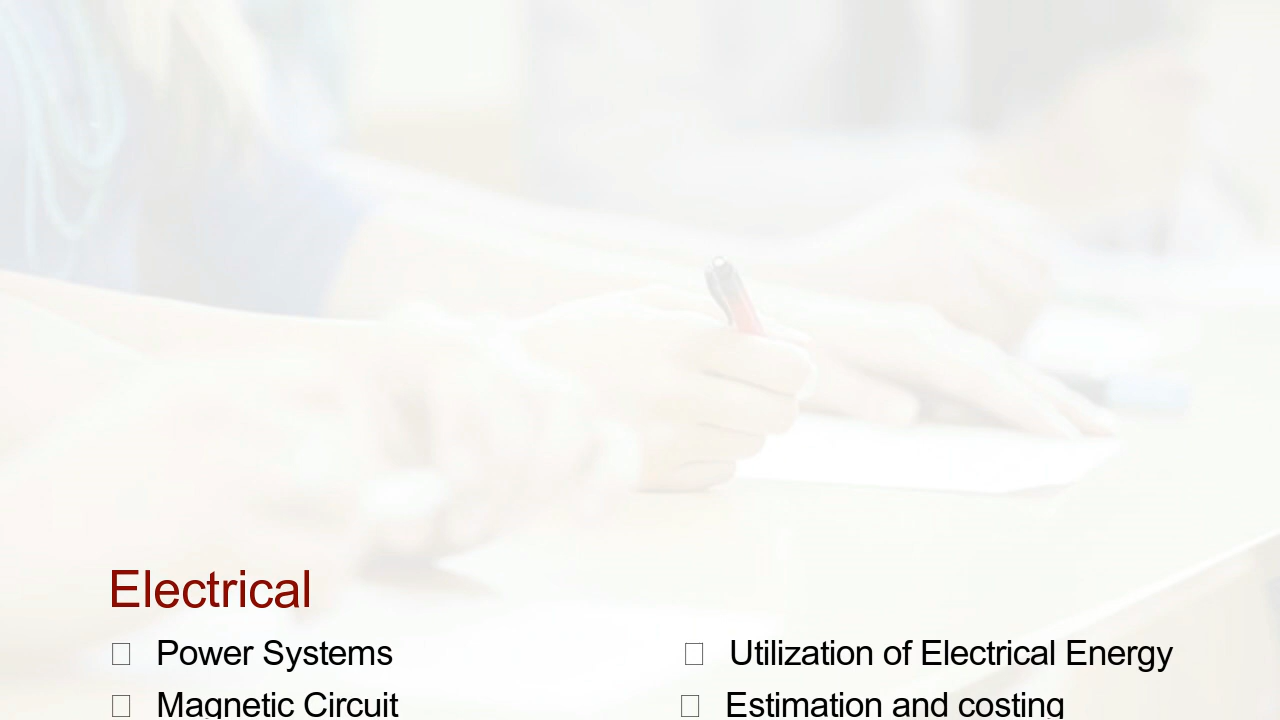 Electrical
Power Systems
Utilization of Electrical Energy
Magnetic Circuit
Estimation and costing